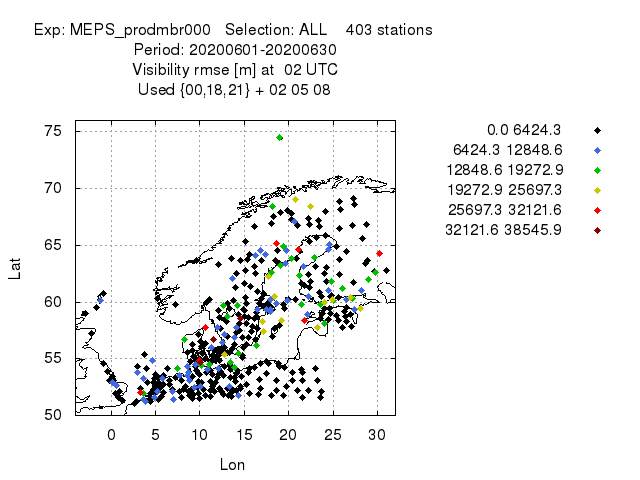 Exp: MEPS_prodmbr000   Selection: ALL    403 stations
Period: 20200601-20200630
Visibility rmse [m] at  02 UTC
Used {00,18,21} + 02 05 08
0.0 6424.3
6424.3 12848.6
12848.6 19272.9
19272.9 25697.3
25697.3 32121.6
32121.6 38545.9
75
70
65
60
55
50
Lat
0 5 10 15 20 25 30
Lon